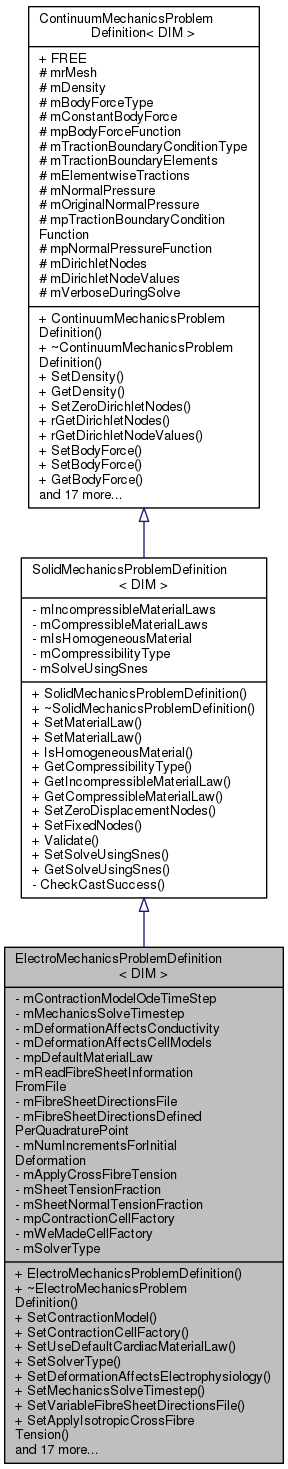 ContinuumMechanicsProblem
Definition< DIM >
+ FREE
# mrMesh
# mDensity
# mBodyForceType
# mConstantBodyForce
# mpBodyForceFunction
# mTractionBoundaryConditionType
# mTractionBoundaryElements
# mElementwiseTractions
# mNormalPressure
# mOriginalNormalPressure
# mpTractionBoundaryCondition
Function
# mpNormalPressureFunction
# mDirichletNodes
# mDirichletNodeValues
# mVerboseDuringSolve
+ ContinuumMechanicsProblem
Definition()
+ ~ContinuumMechanicsProblem
Definition()
+ SetDensity()
+ GetDensity()
+ SetZeroDirichletNodes()
+ rGetDirichletNodes()
+ rGetDirichletNodeValues()
+ SetBodyForce()
+ SetBodyForce()
+ GetBodyForce()
and 17 more...
SolidMechanicsProblemDefinition
< DIM >
- mIncompressibleMaterialLaws
- mCompressibleMaterialLaws
- mIsHomogeneousMaterial
- mCompressibilityType
- mSolveUsingSnes
+ SolidMechanicsProblemDefinition()
+ ~SolidMechanicsProblemDefinition()
+ SetMaterialLaw()
+ SetMaterialLaw()
+ IsHomogeneousMaterial()
+ GetCompressibilityType()
+ GetIncompressibleMaterialLaw()
+ GetCompressibleMaterialLaw()
+ SetZeroDisplacementNodes()
+ SetFixedNodes()
+ Validate()
+ SetSolveUsingSnes()
+ GetSolveUsingSnes()
- CheckCastSuccess()
ElectroMechanicsProblemDefinition
< DIM >
- mContractionModelOdeTimeStep
- mMechanicsSolveTimestep
- mDeformationAffectsConductivity
- mDeformationAffectsCellModels
- mpDefaultMaterialLaw
- mReadFibreSheetInformation
FromFile
- mFibreSheetDirectionsFile
- mFibreSheetDirectionsDefined
PerQuadraturePoint
- mNumIncrementsForInitial
Deformation
- mApplyCrossFibreTension
- mSheetTensionFraction
- mSheetNormalTensionFraction
- mpContractionCellFactory
- mWeMadeCellFactory
- mSolverType
+ ElectroMechanicsProblemDefinition()
+ ~ElectroMechanicsProblem
Definition()
+ SetContractionModel()
+ SetContractionCellFactory()
+ SetUseDefaultCardiacMaterialLaw()
+ SetSolverType()
+ SetDeformationAffectsElectrophysiology()
+ SetMechanicsSolveTimestep()
+ SetVariableFibreSheetDirectionsFile()
+ SetApplyIsotropicCrossFibre
Tension()
and 17 more...